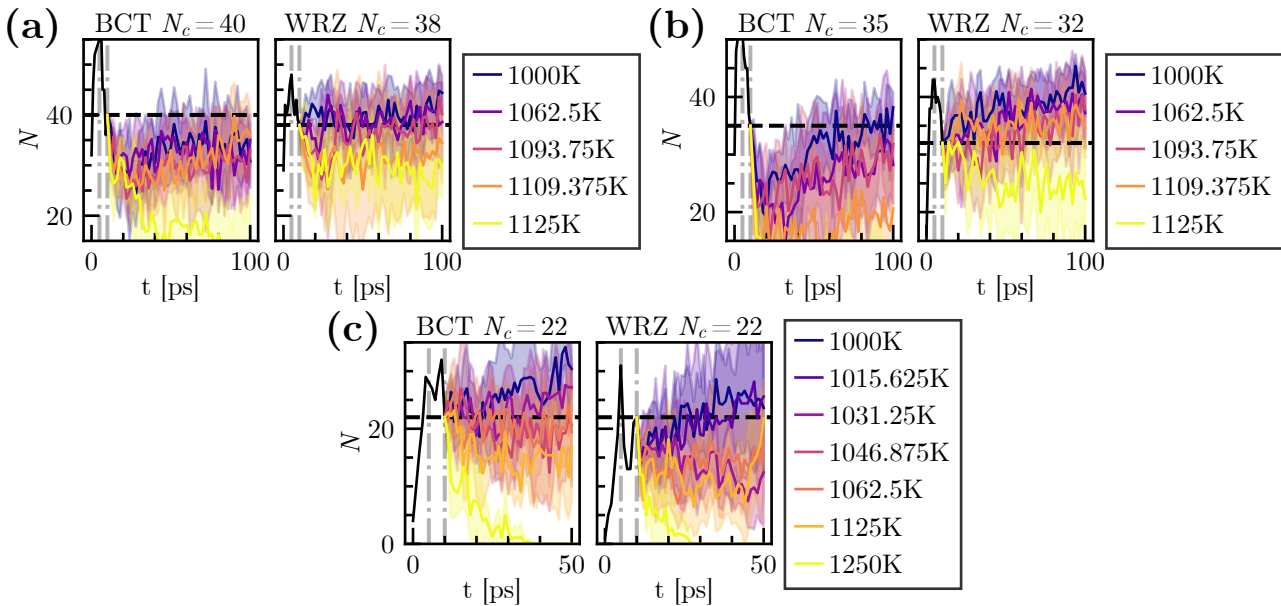 (a)
BCT N_c = 40
WRZ N_c = 38
N
40
20
0
100
0
100
t [ps]
t [ps]
1000K
1062.5K
1093.75K
1109.375K
1125K
(b)
BCT N_c = 35
WRZ N_c = 32
N
40
20
0
100
0
100
t [ps]
t [ps]
1000K
1062.5K
1093.75K
1109.375K
1125K
(c)
BCT N_c = 22
WRZ N_c = 22
N
20
0
0
50
0
50
t [ps]
t [ps]
1000K
1015.625K
1031.25K
1046.875K
1062.5K
1125K
1250K